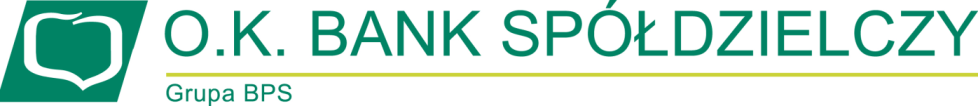 O.K. BANK SPÓŁDZIELCZY
Grupa BPS